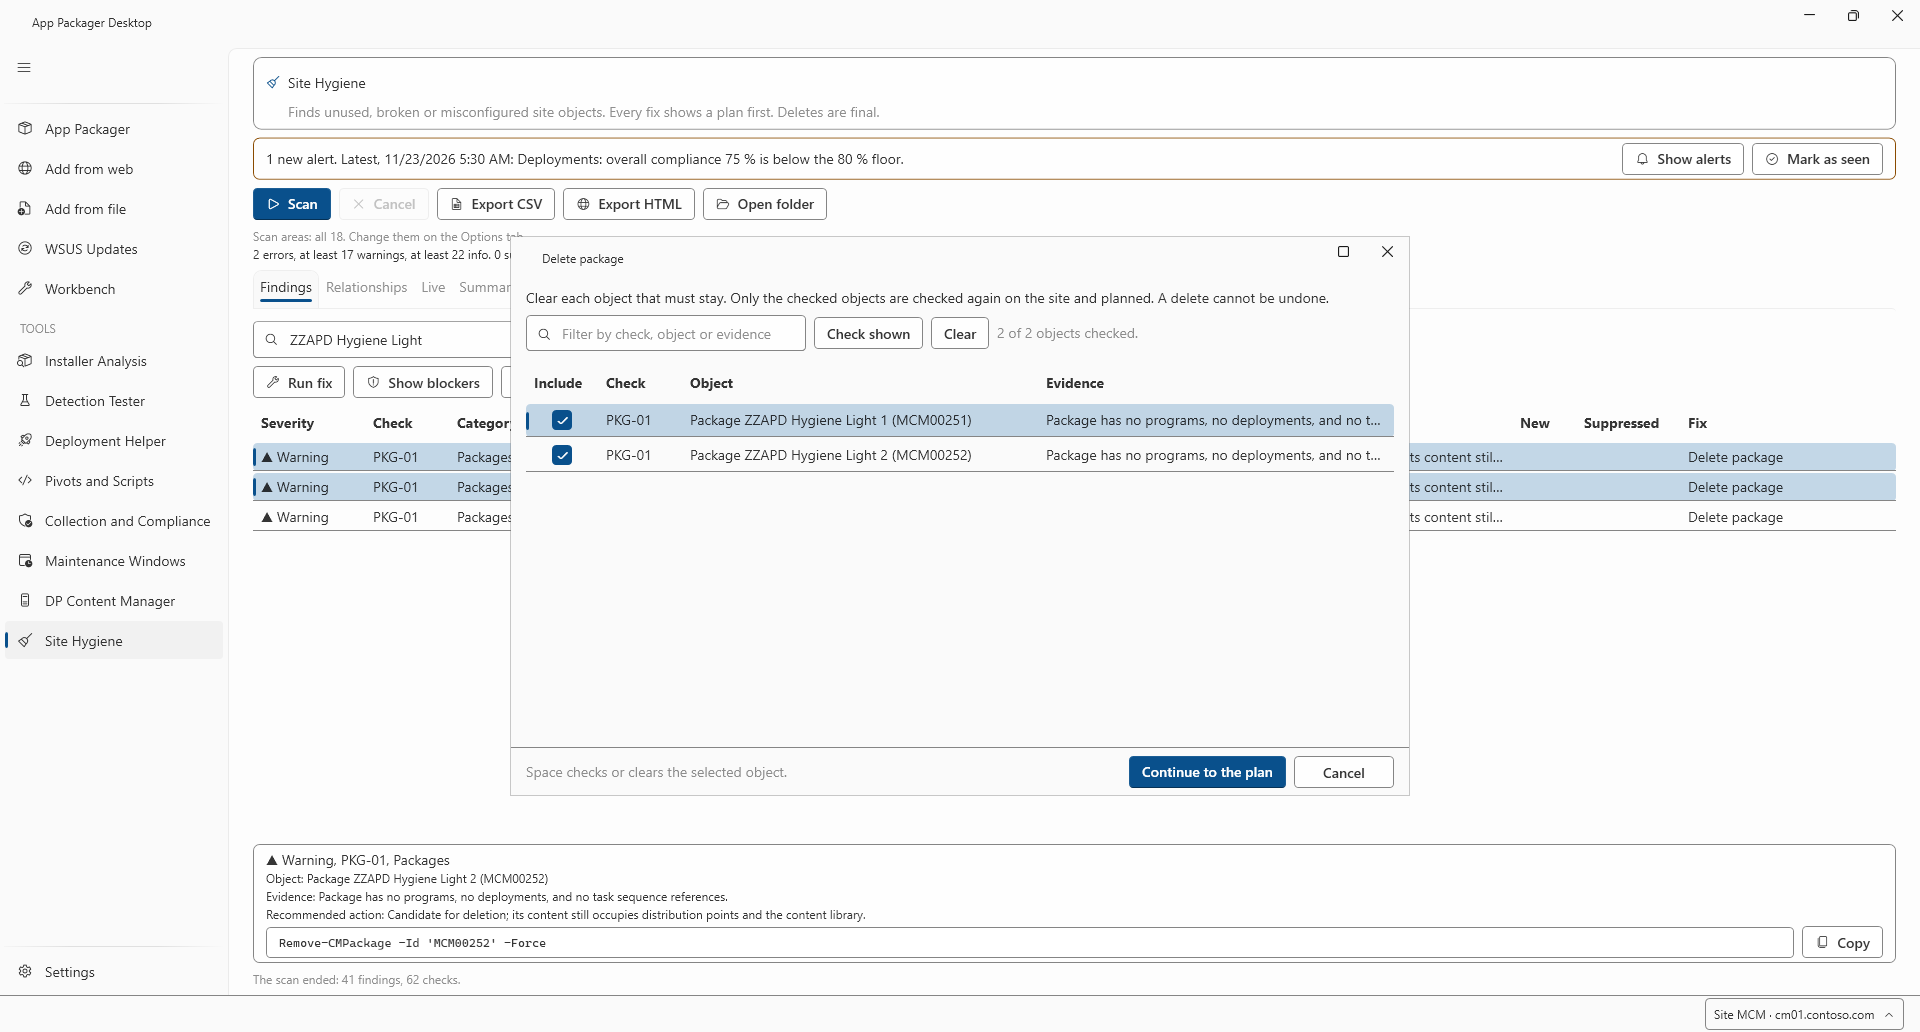 App Packager Desktop
App Packager
Add from web
Add from file
WSUS Updates
Workbench
TOOLS
Installer Analysis
Detection Tester
Deployment Helper
Pivots and Scripts
Collection and Compliance
Maintenance Windows
DP Content Manager
Site Hygiene
Settings
Site Hygiene
Finds unused, broken or misconfigured site objects. Every fix shows a plan first. Deletes are final.
1 new alert. Latest, 11/23/2026 5:30 AM: Deployments: overall compliance 75 % is below the 80 % floor.
Show alerts
Mark as seen
Scan
Cancel
Export CSV
Export HTML
Open folder
Scan areas: all 18. Change them on the Options
2 errors, at least 17 warnings, at least 22 info. 0
Findings Relationships Live Summar
ZZAPD Hygiene Light
Run fix
Show blockers
Severity Check Categor New Suppressed Fix
Warning PKG-01 Packages ts content stil... Delete package
Warning PKG-01 Packages ts content stil... Delete package
Warning PKG-01 Packages ts content stil... Delete package
Delete package
Clear each object that must stay. Only the checked objects are checked again on the site and planned. A delete cannot be undone.
Filter by check, object or evidence
Check shown
Clear
2 of 2 objects checked.
Include Check Object Evidence
PKG-01 Package ZZAPD Hygiene Light 1 (MCM00251) Package has no programs, no deployments, and no t...
PKG-01 Package ZZAPD Hygiene Light 2 (MCM00252) Package has no programs, no deployments, and no t...
Space checks or clears the selected object.
Continue to the plan
Cancel
Warning, PKG-01, Packages
Object: Package ZZAPD Hygiene Light 2 (MCM00252)
Evidence: Package has no programs, no deployments, and no task sequence references.
Recommended action: Candidate for deletion; its content still occupies distribution points and the content library.
Remove-CMPackage -Id 'MCM00252' -Force
Copy
The scan ended: 41 findings, 62 checks.
Site MCM · cm01.contoso.com